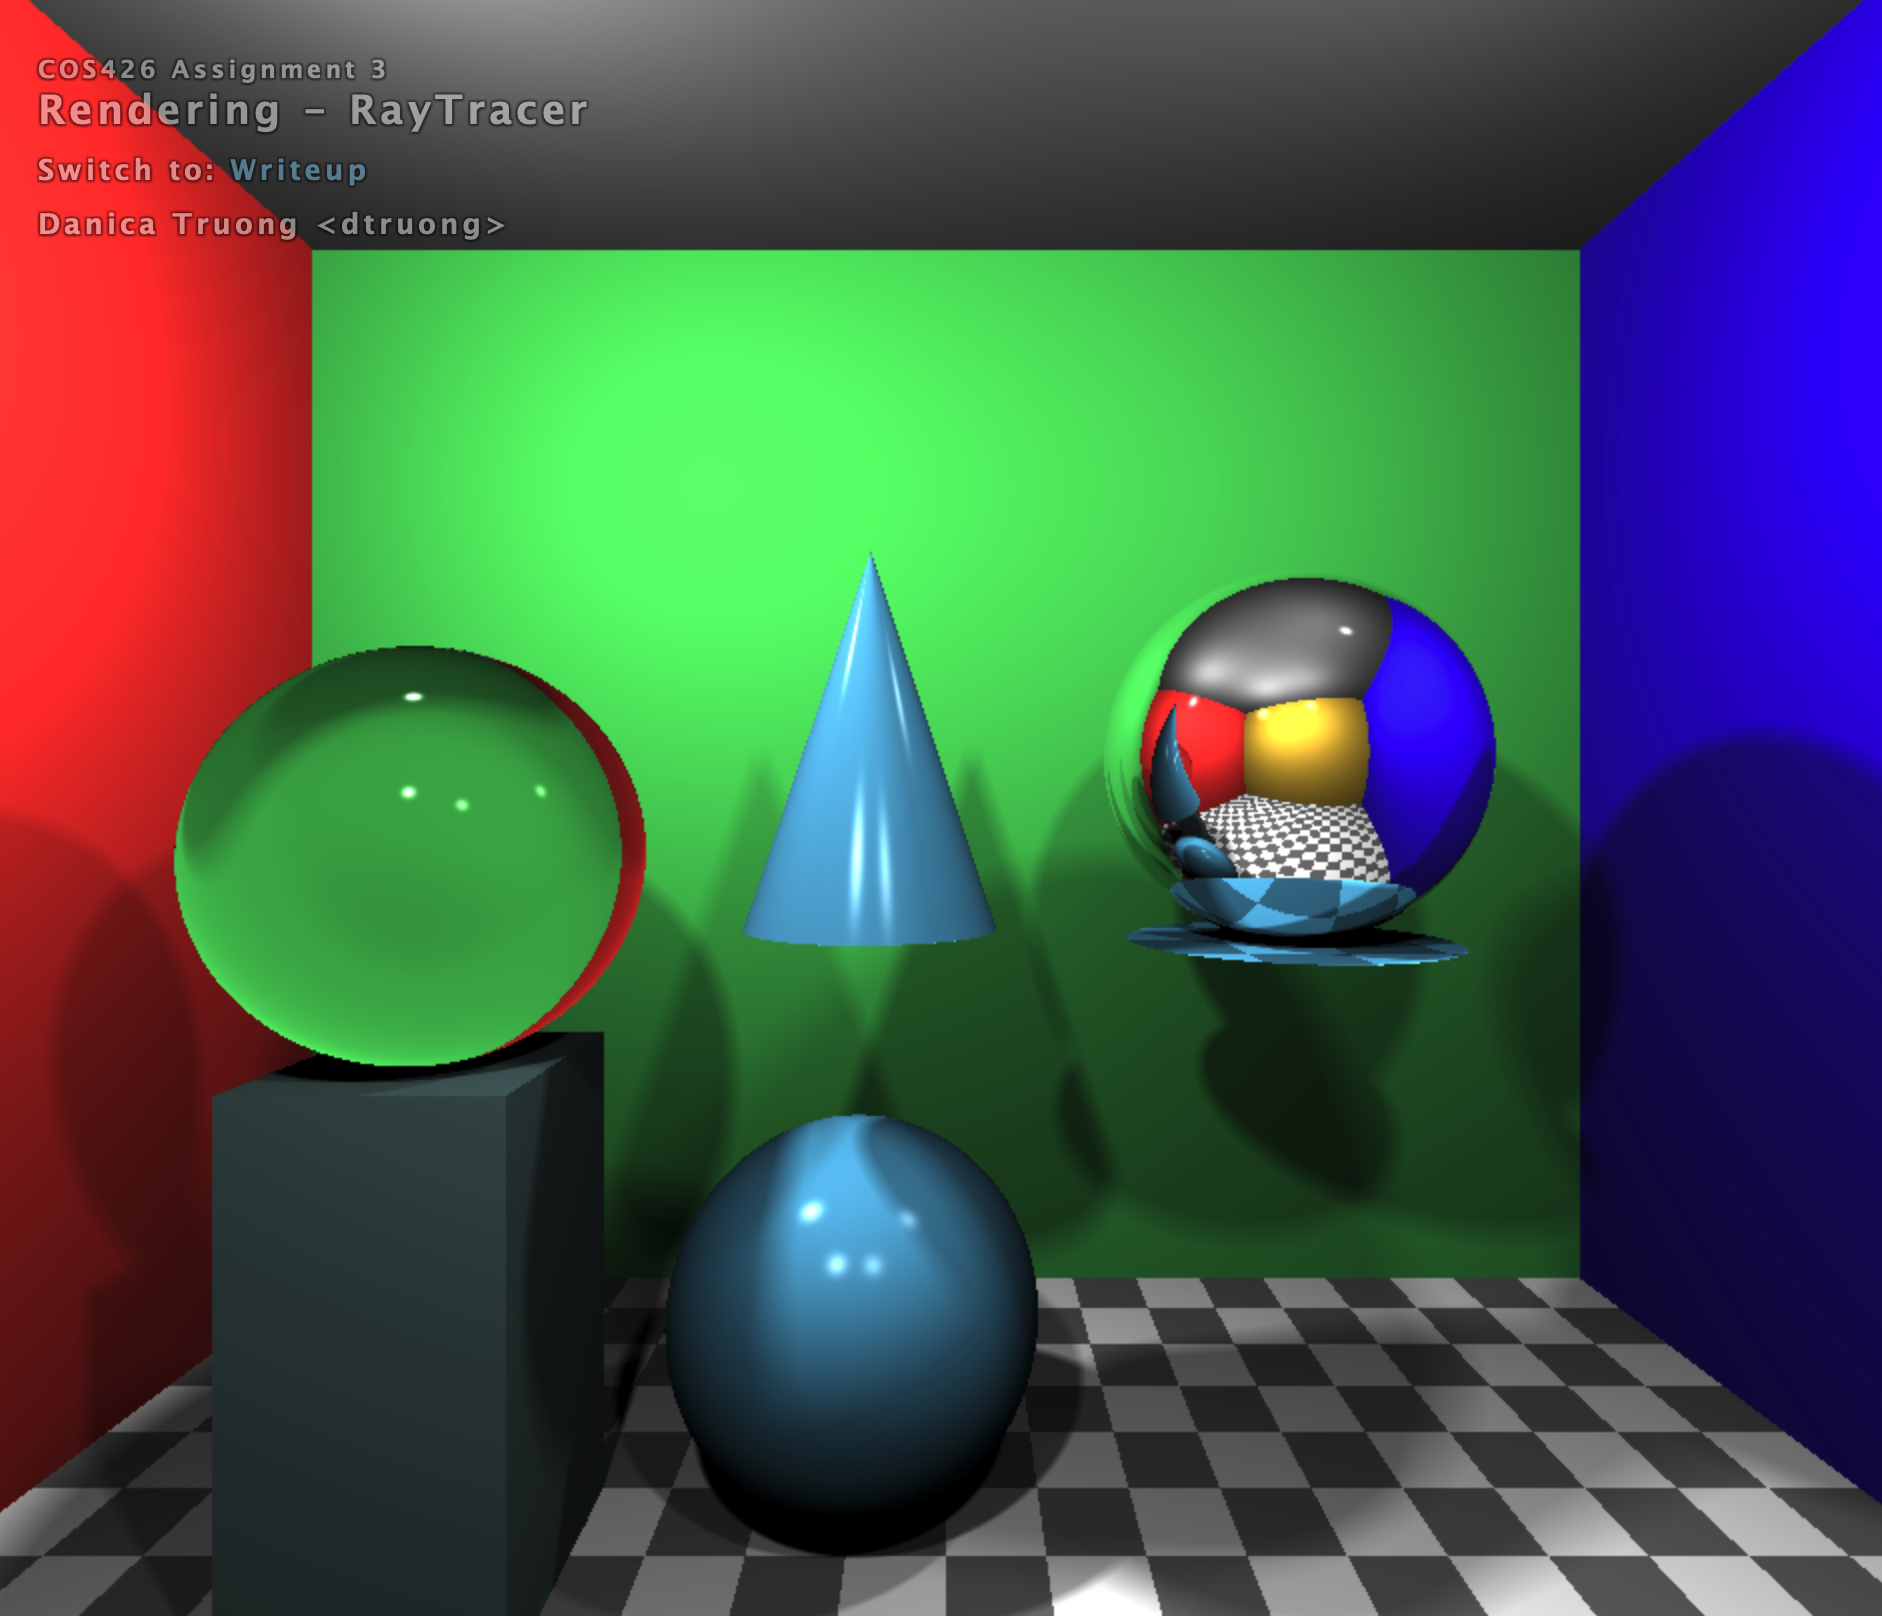 COS426 Assignment 3
Rendering – RayTracer
Switch to: Writeup
Danica Truong <dtruong>